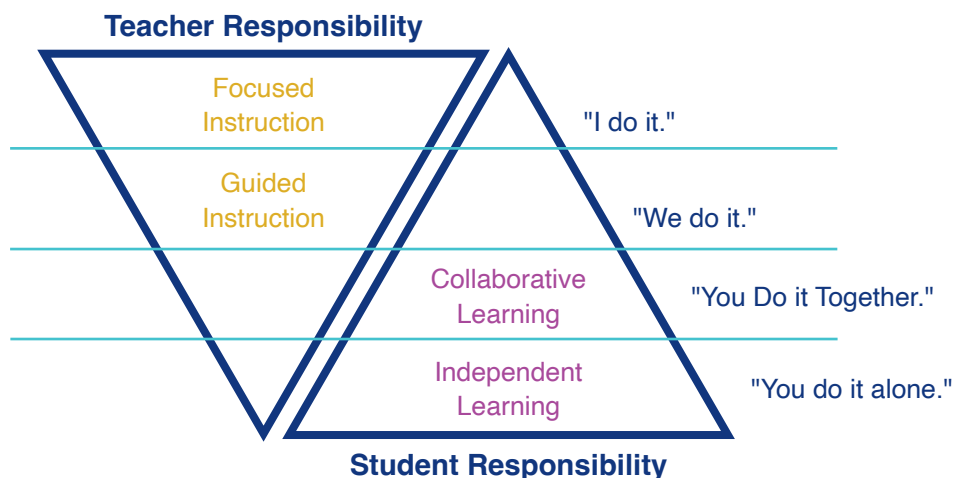 Teacher Responsibility
Focused
Instruction
"I do it."
Guided
Instruction
"We do it."
Collaborative
Learning
"You Do it Together."
Independent
Learning
"You do it alone."
Student Responsibility